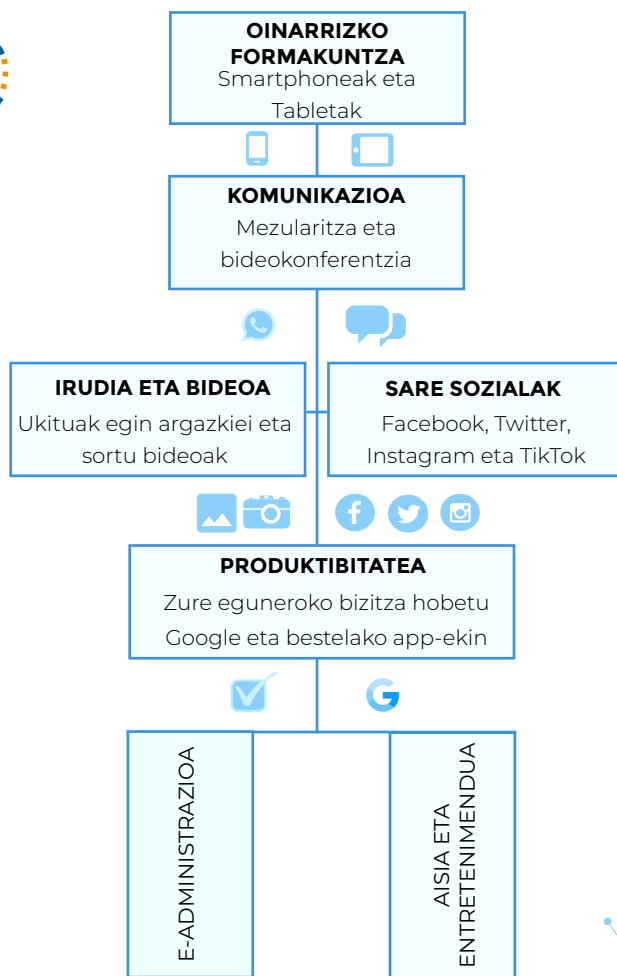 OINARRIZKO
FORMAKUNTZA
Smartphoneak eta
Tabletak
KOMUNIKAZIOA
Mezularitza eta
bideokonferentzia
IRUDIA ETA BIDEOA
Ukituak egin argazkiei eta
sortu bideoak
SARE SOZIALAK
Facebook, Twitter,
Instagram eta TikTok
PRODUKTIBITATEA
Zure eguneroko bizitza hobetu
Google eta bestelako app-ekin
E-ADMINISTRAZIOA
AISIA ETA
ENTRETENIMENDUA